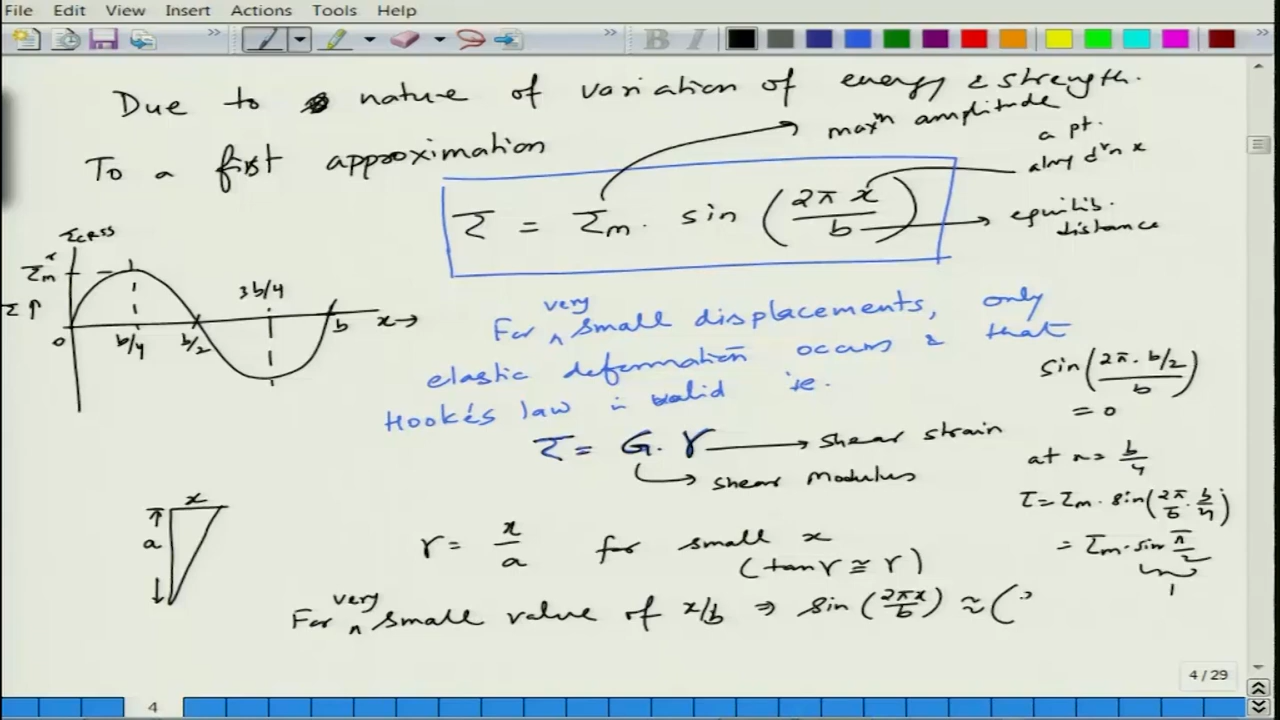 File Edit View Insert Actions Tools Help
Due to nature of variation of energy & strength.
To a first approximation
maxᵐ amplitude
a pt.
along dʳⁿ x
τ = τm . sin (2π x / b)
equilib.
distance
τCRSS
τm
τ ↑
0
b/4
b/2
3b/4
b
x →
For very small displacements, only
elastic deformation occurs & that
Hooke's law is valid ie.
τ = G . γ → shear strain
shear modulus
sin (2π . b/2 / b)
= 0
at x = b/4
τ = τm . sin (2π/b . b/4)
= τm . sin π/2
1
x
a
γ = x/a for small x
(tan γ ≅ γ)
For very small value of x/b ⇒ sin (2πx/b) ≈ (
4/29
4